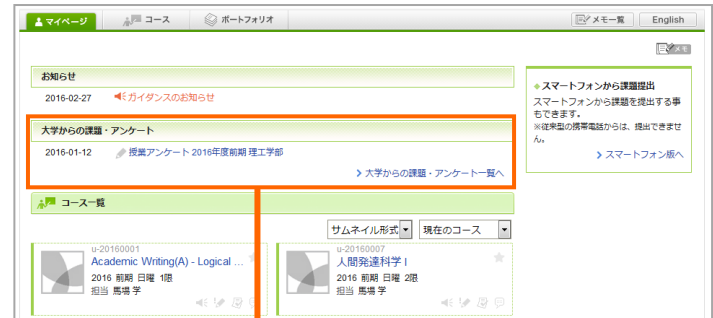 マイページ
コース
ポートフォリオ
メモ一覧
English
メモ
お知らせ
2016-02-27 ガイダンスのお知らせ
大学からの課題・アンケート
2016-01-12 授業アンケート 2016年度前期 理工学部
大学からの課題・アンケート一覧へ
スマートフォンから課題提出
スマートフォンから課題を提出する事
もできます。
※従来型の携帯電話からは、提出できませ
ん。
スマートフォン版へ
コース一覧
サムネイル形式
現在のコース
u-20160001
Academic Writing(A) - Logical ...
2016 前期 日曜 1限
担当 馬場 学
u-20160007
人間発達科学 I
2016 前期 日曜 2限
担当 馬場 学